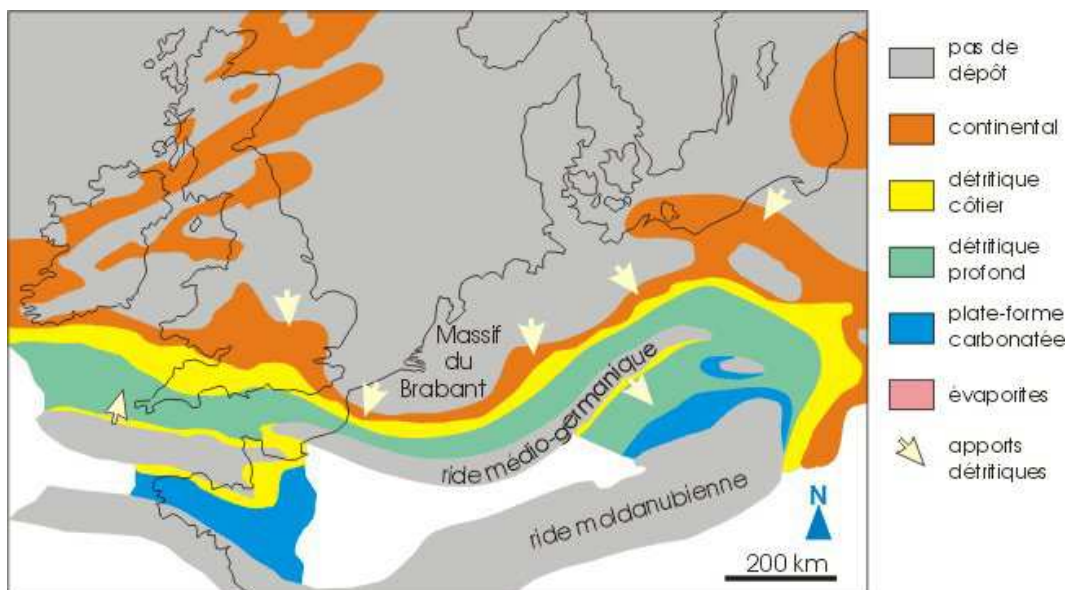 Massif
du
Brabant
ride médio-germanique
ride moldanubienne
N
200 km
pas de
dépôt
continental
détritique
côtier
détritique
profond
plate-forme
carbonatée
évaporites
apports
détritiques